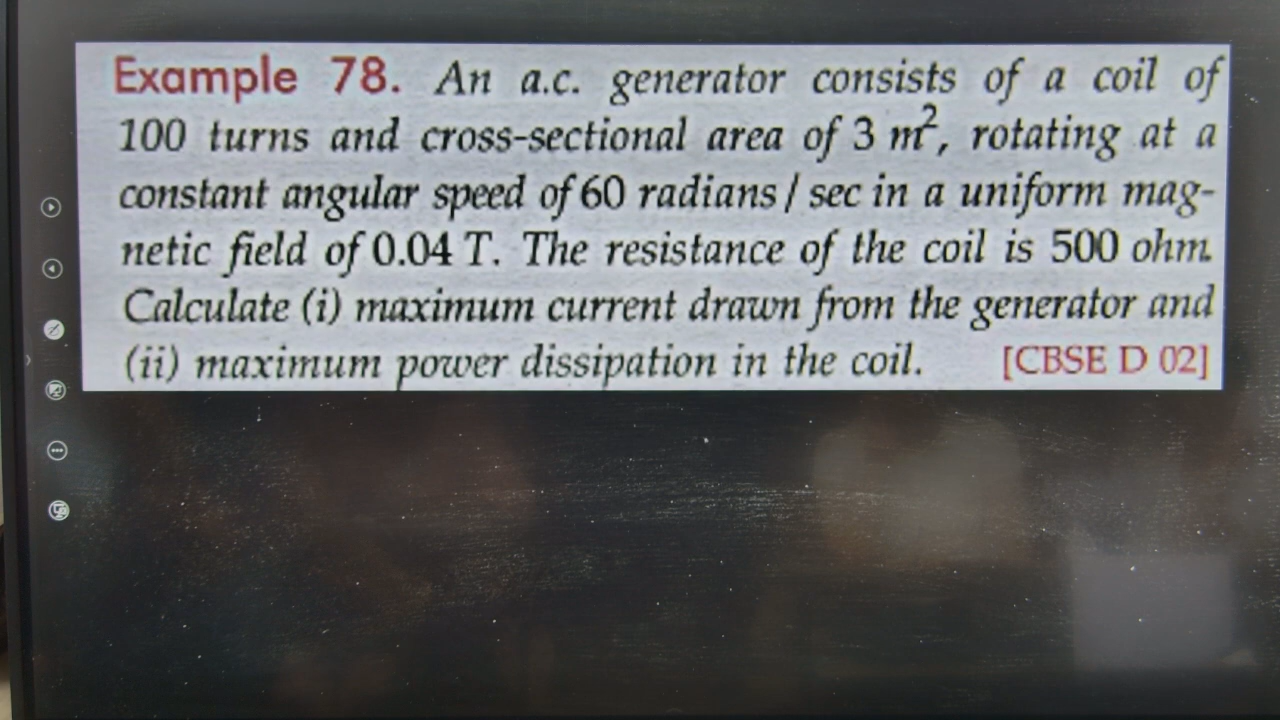 Example 78. An a.c. generator consists of a coil of
100 turns and cross-sectional area of 3 m², rotating at a
constant angular speed of 60 radians / sec in a uniform mag-
netic field of 0.04 T. The resistance of the coil is 500 ohm.
Calculate (i) maximum current drawn from the generator and
(ii) maximum power dissipation in the coil. [CBSE D 02]